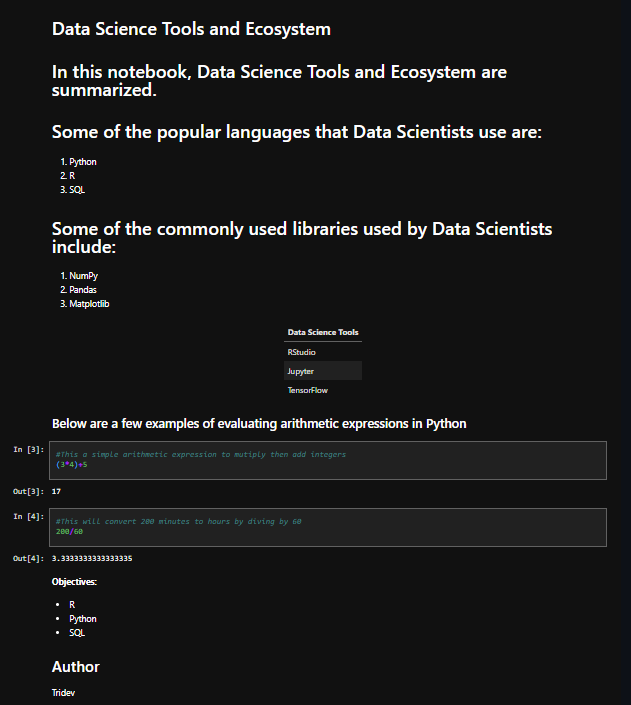 Data Science Tools and Ecosystem
In this notebook, Data Science Tools and Ecosystem are
summarized.
Some of the popular languages that Data Scientists use are:
1. Python
2. R
3. SQL
Some of the commonly used libraries used by Data Scientists
include:
1. NumPy
2. Pandas
3. Matplotlib
Data Science Tools
RStudio
Jupyter
TensorFlow
Below are a few examples of evaluating arithmetic expressions in Python
In [3]: #This a simple arithmetic expression to mutiply then add integers
(3*4)+5
Out[3]: 17
In [4]: #This will convert 200 minutes to hours by diving by 60
200/60
Out[4]: 3.3333333333333335
Objectives:
• R
• Python
• SQL
Author
Tridev